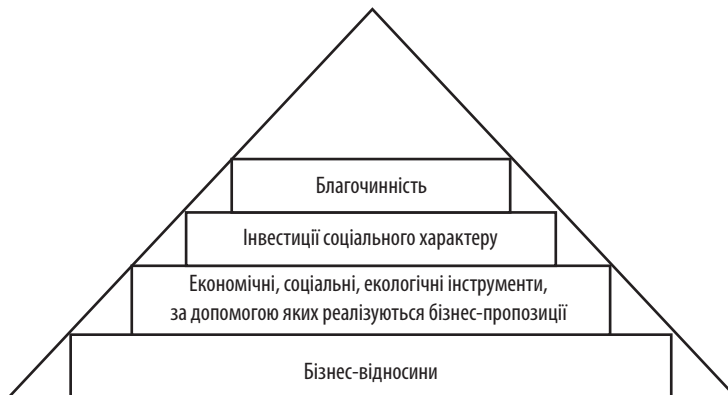 Благочинність
Інвестиції соціального характеру
Економічні, соціальні, екологічні інструменти,
за допомогою яких реалізуються бізнес-пропозиції
Бізнес-відносини